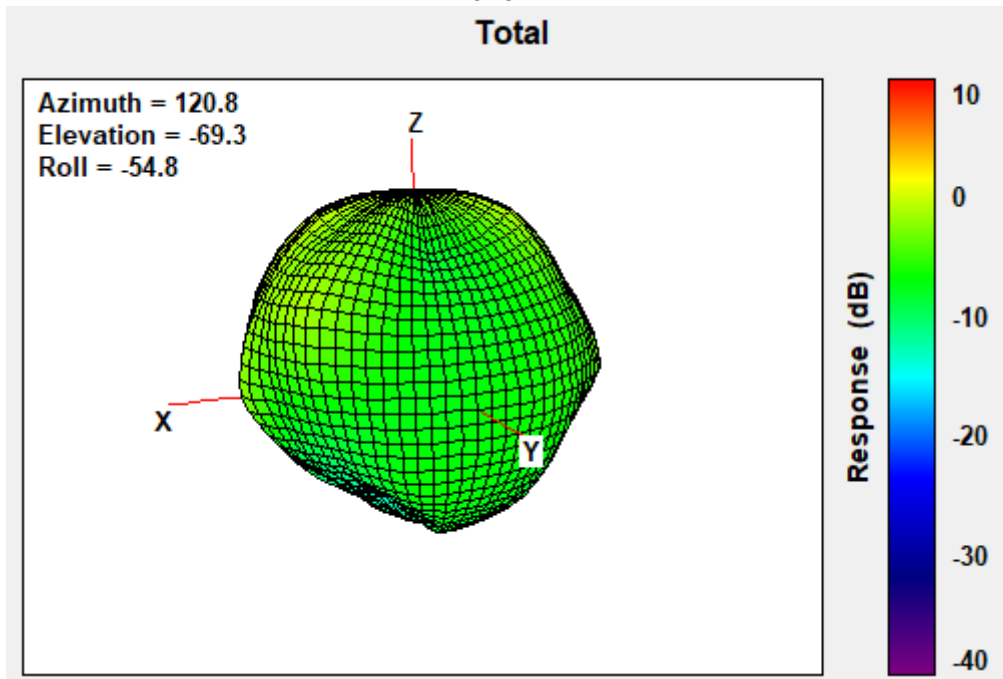 Total
Azimuth = 120.8
Elevation = -69.3
Roll = -54.8
Z
X
Y
10
0
-10
-20
-30
-40
Response (dB)